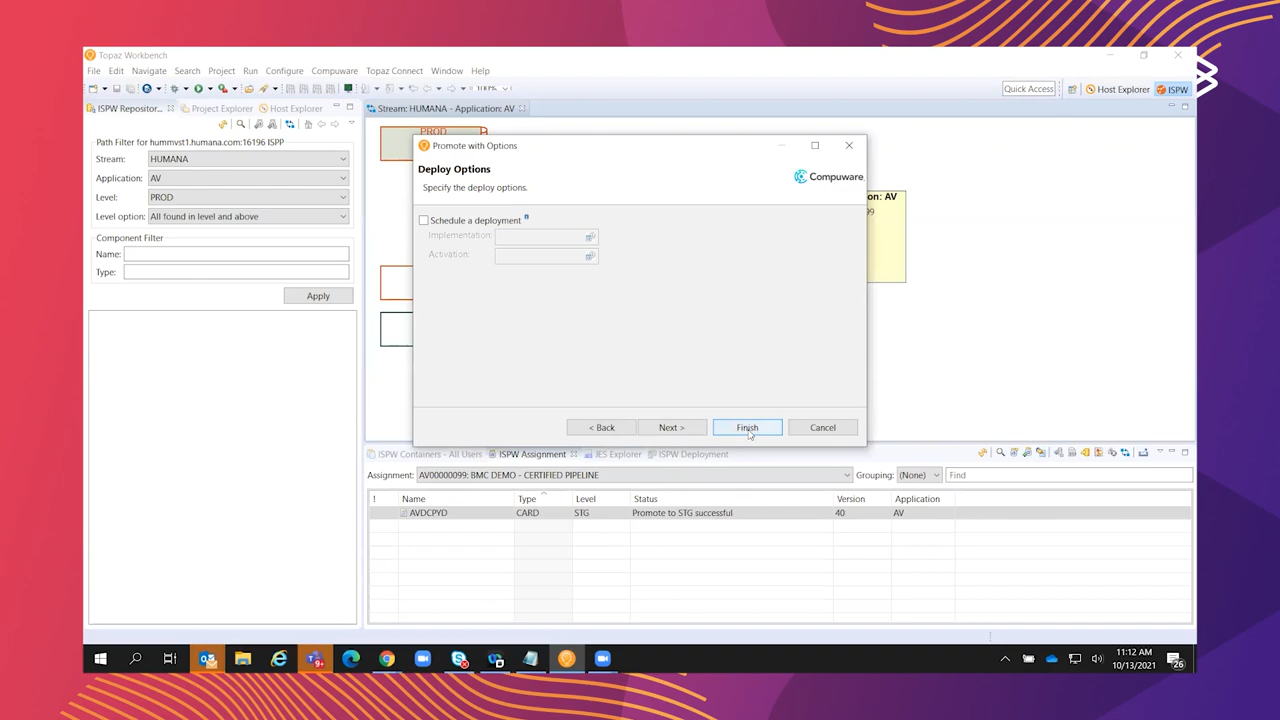 Topaz Workbench
File Edit Navigate Search Project Run Configure Compuware Topaz Connect Window Help
100%
Quick Access
Host Explorer
ISPW
ISPW Repositor...
Project Explorer
Host Explorer
Stream: HUMANA - Application: AV
Path Filter for hummvst1.humana.com:16196 ISPP
Stream: HUMANA
Application: AV
Level: PROD
Level option: All found in level and above
Component Filter
Name:
Type:
Apply
PROD
on: AV
99
Promote with Options
Deploy Options
Specify the deploy options.
Compuware
Schedule a deployment
Implementation:
Activation:
< Back
Next >
Finish
Cancel
ISPW Containers - All Users
ISPW Assignment
JES Explorer
ISPW Deployment
Assignment: AV00000099: BMC DEMO - CERTIFIED PIPELINE
Grouping: (None)
Find
! Name Type Level Status Version Application
AVDCPYD CARD STG Promote to STG successful 40 AV
9+
11:12 AM
10/13/2021
26